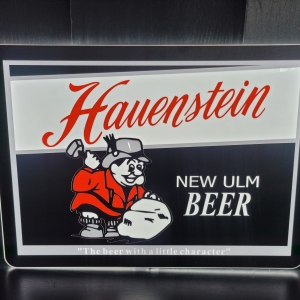 Hauenstein
NEW ULM
BEER
"The beer with a little character"